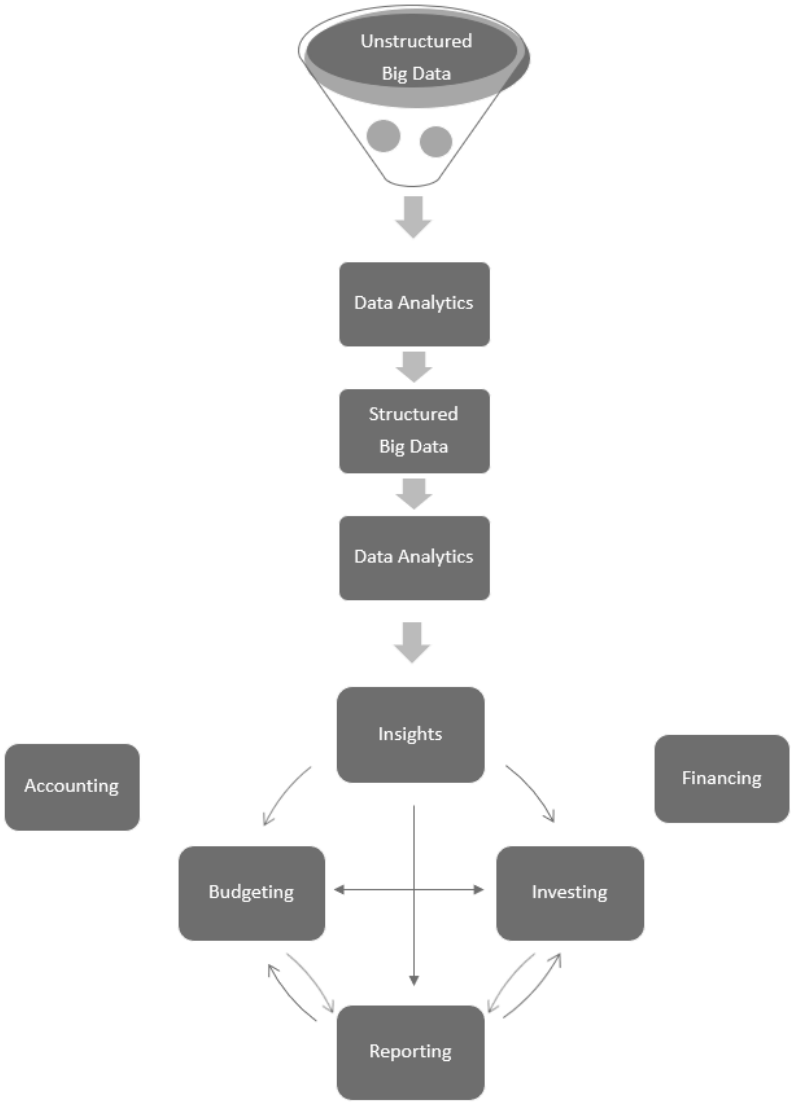 Unstructured
Big Data
Data Analytics
Structured
Big Data
Data Analytics
Insights
Accounting
Financing
Budgeting
Investing
Reporting